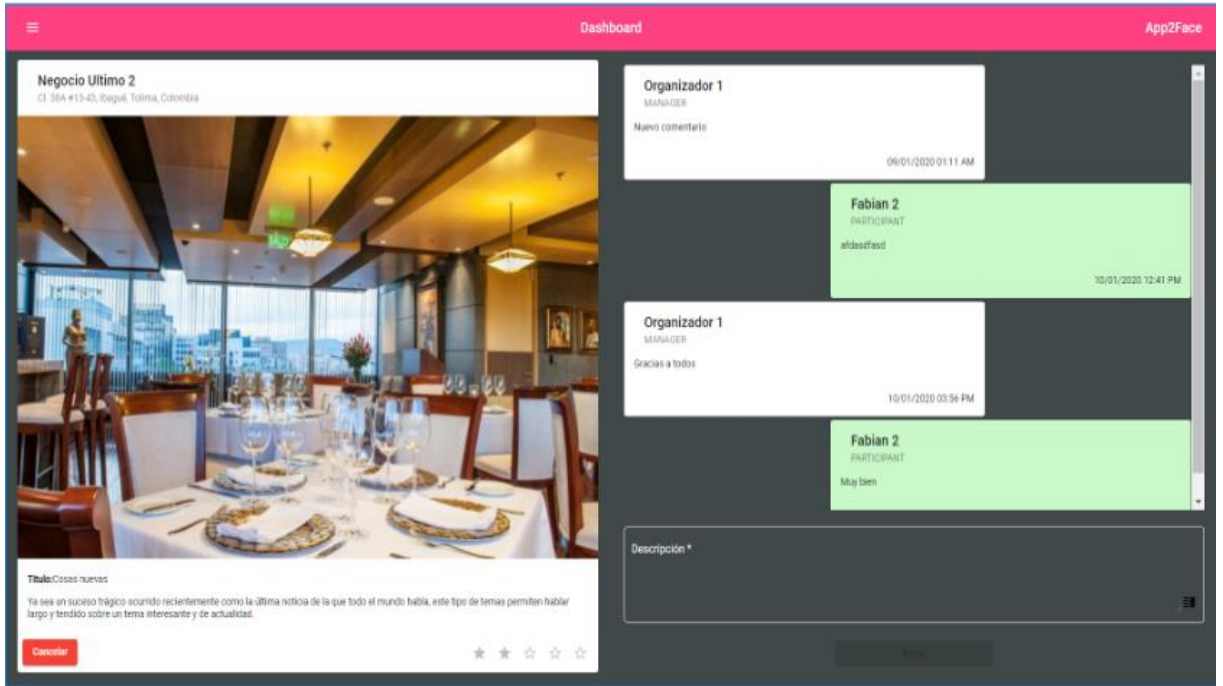 Dashboard
App2Face
Negocio Ultimo 2
Cl. 38A #13-43, Ibagué, Tolima, Colombia
Título:Cosas nuevas
Ya sea un suceso trágico ocurrido recientemente como la última noticia de la que todo el mundo habla, este tipo de temas permiten hablar
largo y tendido sobre un tema interesante y de actualidad.
Cancelar
Organizador 1
MANAGER
Nuevo comentario
09/01/2020 01:11 AM
Fabian 2
PARTICIPANT
10/01/2020 12:41 PM
Organizador 1
MANAGER
Gracias a todos
10/01/2020 03:56 PM
Fabian 2
PARTICIPANT
Muy bien
Descripción *